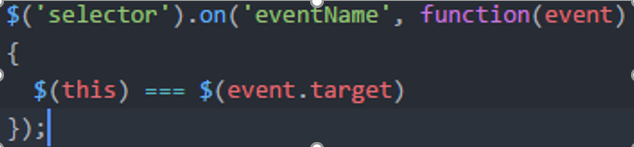 $('selector').on('eventName', function(event)
{
  $(this) === $(event.target)
});